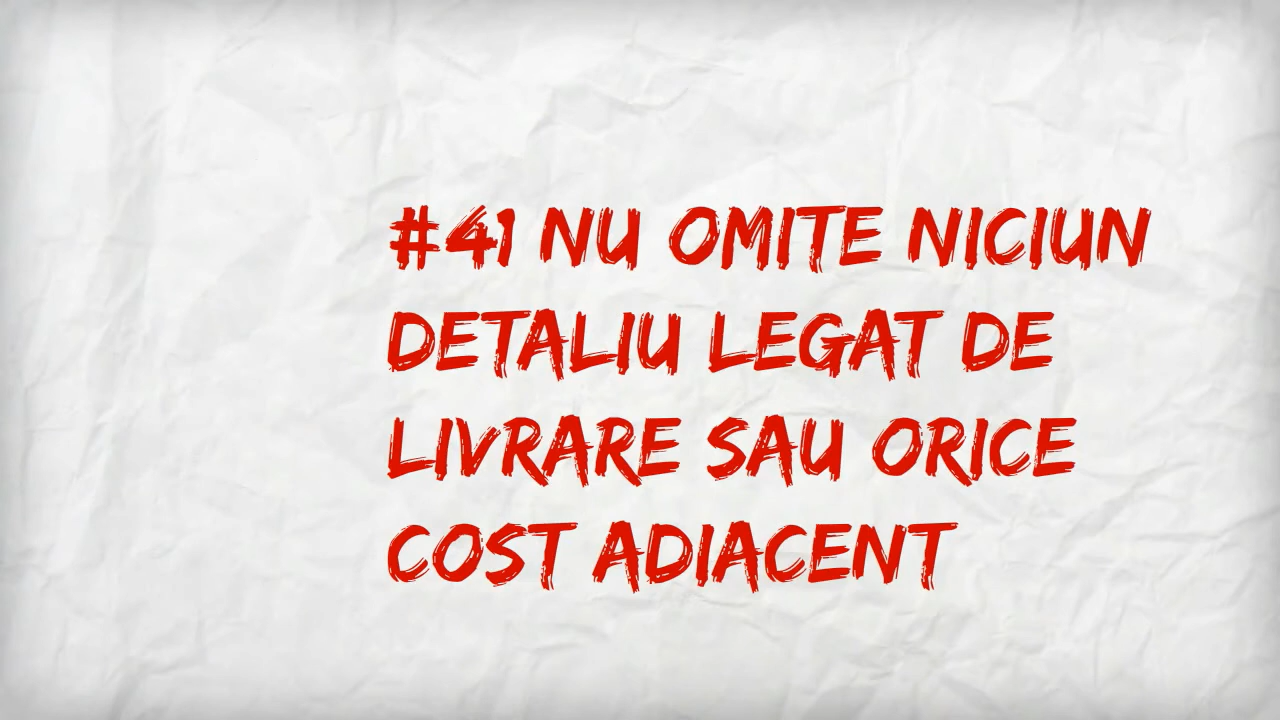 #41 NU OMITE NICIUN
DETALIU LEGAT DE
LIVRARE SAU ORICE
COST ADIACENT